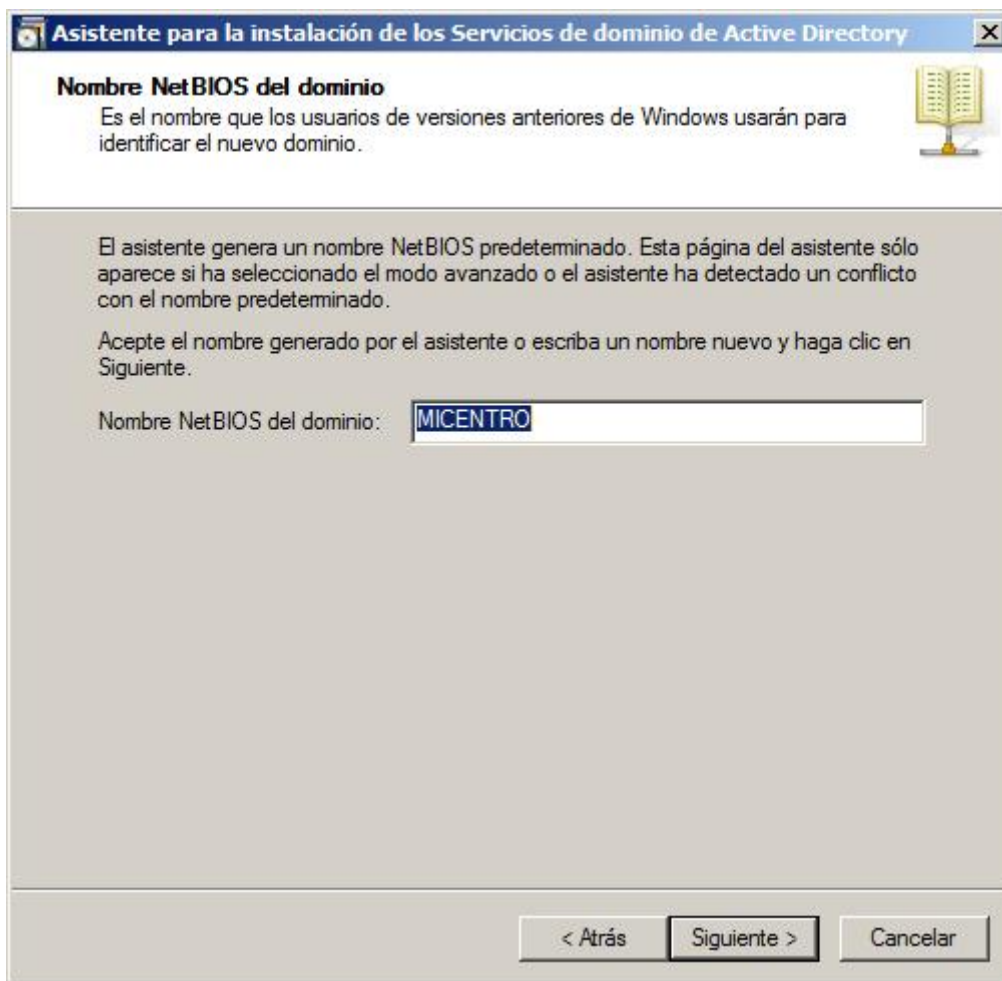 Asistente para la instalación de los Servicios de dominio de Active Directory
Nombre NetBIOS del dominio
Es el nombre que los usuarios de versiones anteriores de Windows usarán para
identificar el nuevo dominio.
El asistente genera un nombre NetBIOS predeterminado. Esta página del asistente sólo
aparece si ha seleccionado el modo avanzado o el asistente ha detectado un conflicto
con el nombre predeterminado.
Acepte el nombre generado por el asistente o escriba un nombre nuevo y haga clic en
Siguiente.
Nombre NetBIOS del dominio: MICENTRO
< Atrás Siguiente > Cancelar